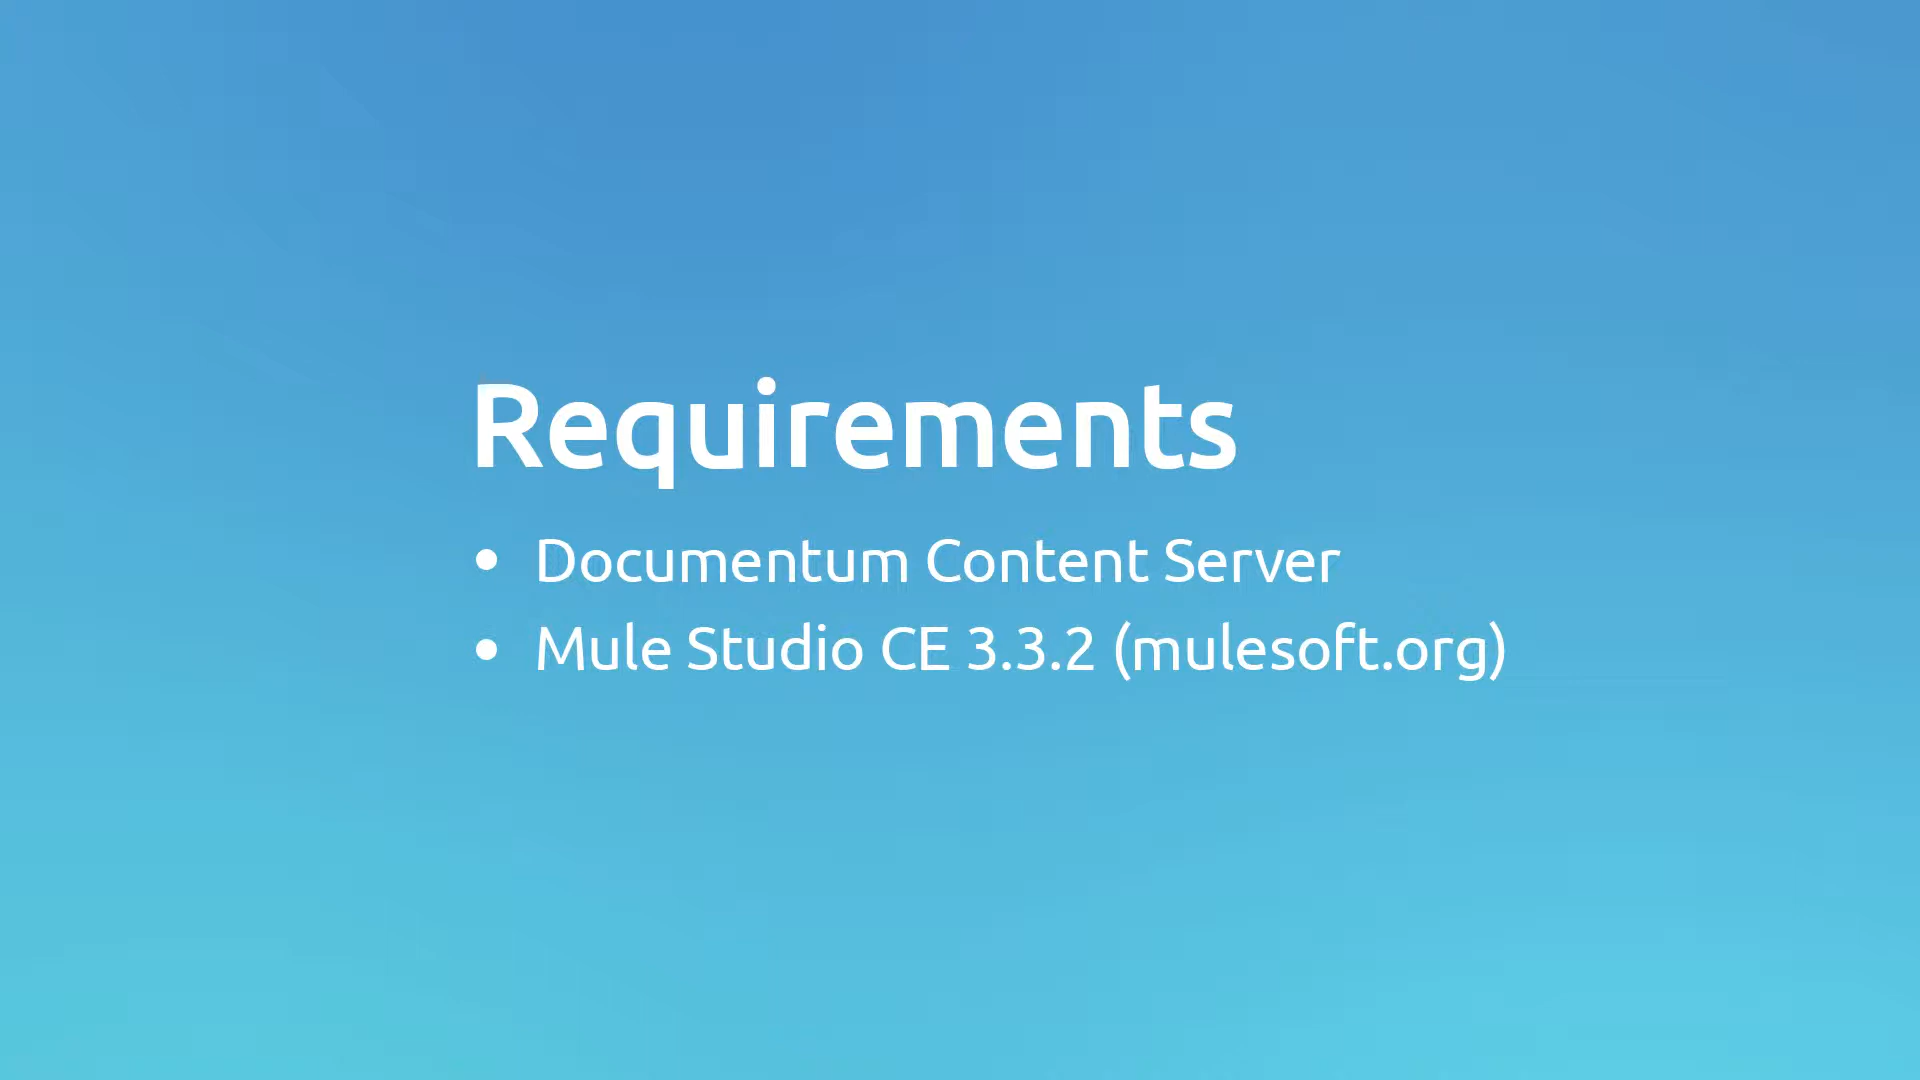 Requirements
• Documentum Content Server
• Mule Studio CE 3.3.2 (mulesoft.org)